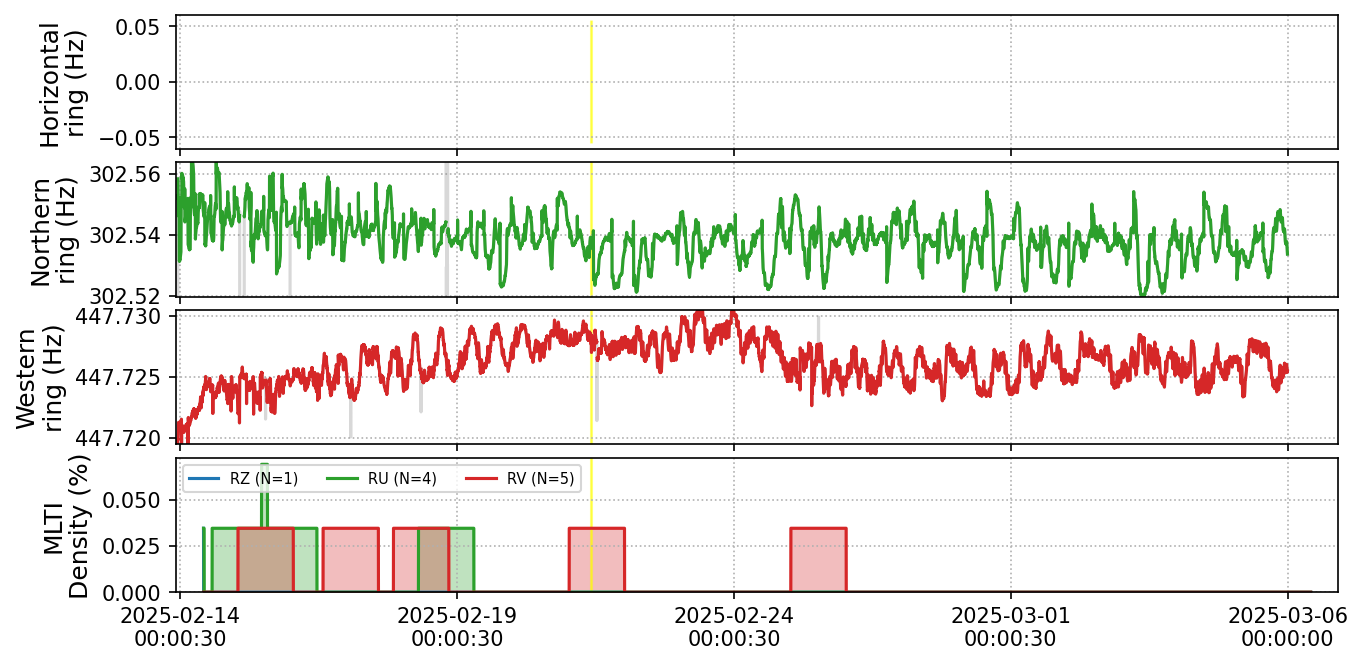 Horizontal
ring (Hz)
0.05
0.00
−0.05
Northern
ring (Hz)
302.56
302.54
302.52
Western
ring (Hz)
447.730
447.725
447.720
MLTI
Density (%)
0.050
0.025
0.000
RZ (N=1) RU (N=4) RV (N=5)
2025-02-14 2025-02-19 2025-02-24 2025-03-01 2025-03-06
00:00:30 00:00:30 00:00:30 00:00:30 00:00:00